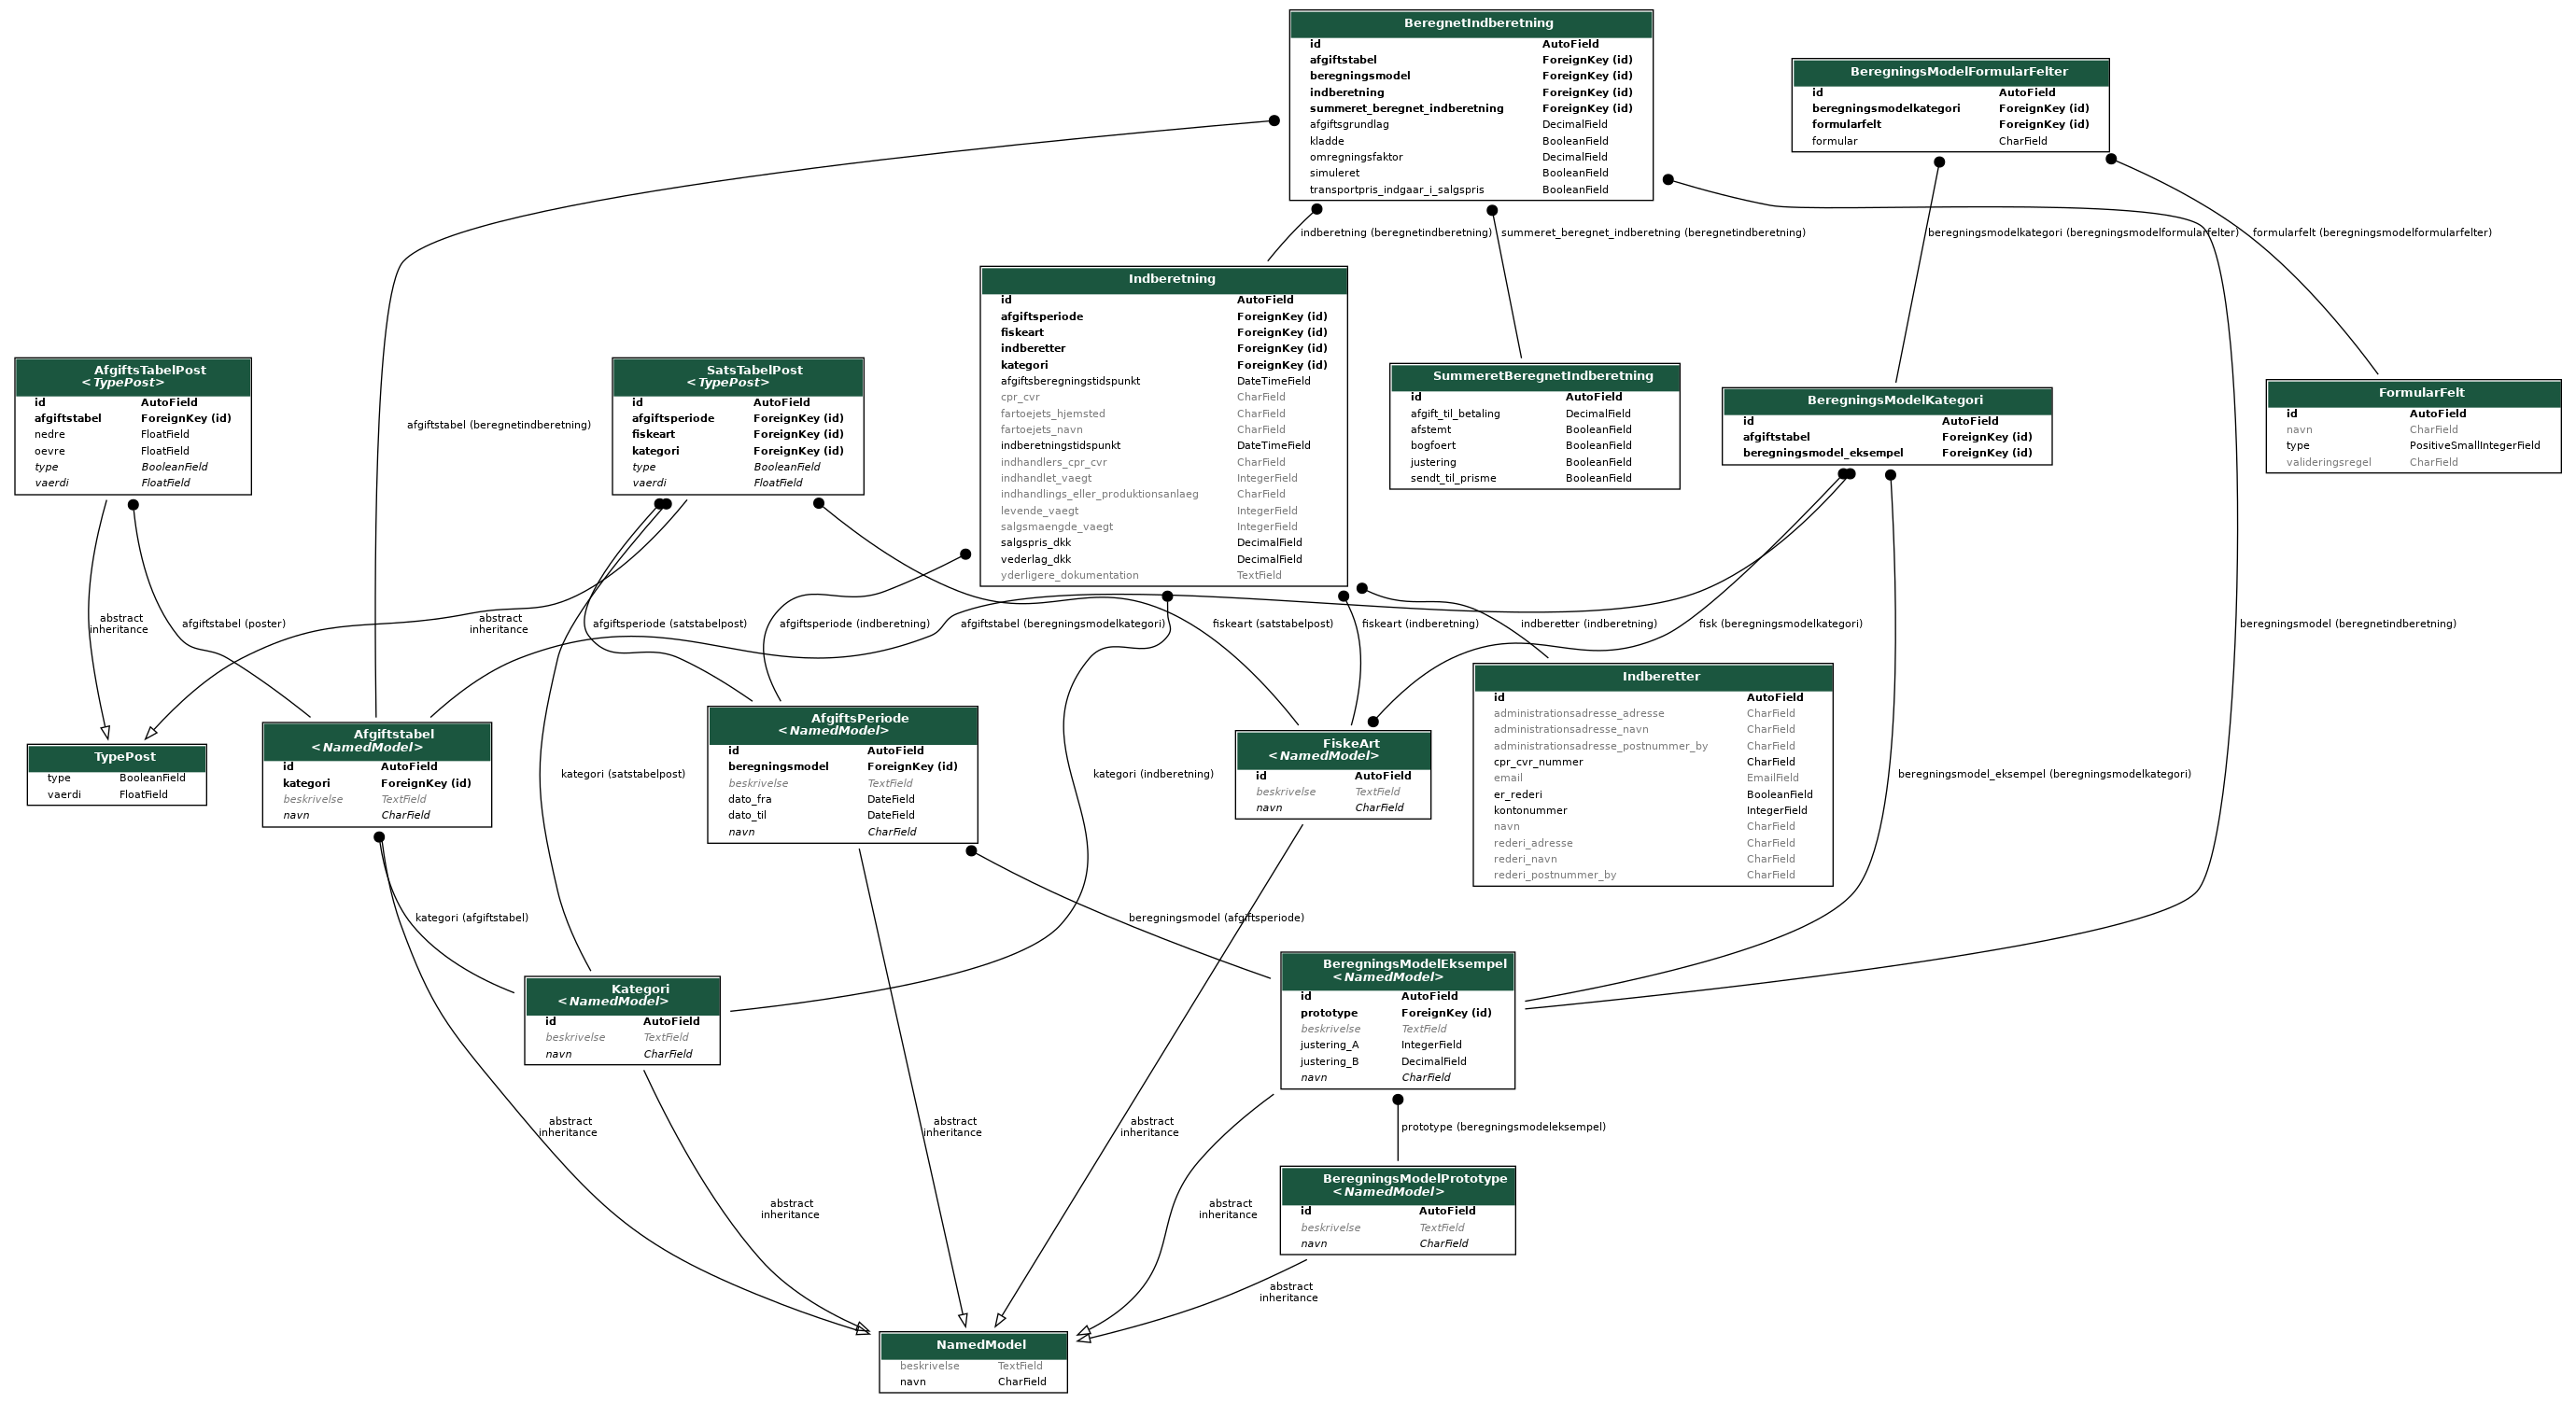 BeregnetIndberetning
id AutoField
afgiftstabel ForeignKey (id)
beregningsmodel ForeignKey (id)
indberetning ForeignKey (id)
summeret_beregnet_indberetning ForeignKey (id)
afgiftsgrundlag DecimalField
kladde BooleanField
omregningsfaktor DecimalField
simuleret BooleanField
transportpris_indgaar_i_salgspris BooleanField
BeregningsModelFormularFelter
id AutoField
beregningsmodelkategori ForeignKey (id)
formularfelt ForeignKey (id)
formular CharField
indberetning (beregnetindberetning)
summeret_beregnet_indberetning (beregnetindberetning)
beregningsmodelkategori (beregningsmodelformularfelter)
formularfelt (beregningsmodelformularfelter)
Indberetning
id AutoField
afgiftsperiode ForeignKey (id)
fiskeart ForeignKey (id)
indberetter ForeignKey (id)
kategori ForeignKey (id)
afgiftsberegningstidspunkt DateTimeField
cpr_cvr CharField
fartoejets_hjemsted CharField
fartoejets_navn CharField
indberetningstidspunkt DateTimeField
indhandlers_cpr_cvr CharField
indhandlet_vaegt IntegerField
indhandlings_eller_produktionsanlaeg CharField
levende_vaegt IntegerField
salgsmaengde_vaegt IntegerField
salgspris_dkk DecimalField
vederlag_dkk DecimalField
yderligere_dokumentation TextField
AfgiftsTabelPost
<TypePost>
id AutoField
afgiftstabel ForeignKey (id)
nedre FloatField
oevre FloatField
type BooleanField
vaerdi FloatField
SatsTabelPost
<TypePost>
id AutoField
afgiftsperiode ForeignKey (id)
fiskeart ForeignKey (id)
kategori ForeignKey (id)
type BooleanField
vaerdi FloatField
SummeretBeregnetIndberetning
id AutoField
afgift_til_betaling DecimalField
afstemt BooleanField
bogfoert BooleanField
justering BooleanField
sendt_til_prisme BooleanField
BeregningsModelKategori
id AutoField
afgiftstabel ForeignKey (id)
beregningsmodel_eksempel ForeignKey (id)
FormularFelt
id AutoField
navn CharField
type PositiveSmallIntegerField
valideringsregel CharField
afgiftstabel (beregnetindberetning)
abstract
inheritance
afgiftstabel (poster)
abstract
inheritance
afgiftsperiode (satstabelpost)
afgiftsperiode (indberetning)
afgiftstabel (beregningsmodelkategori)
fiskeart (satstabelpost)
fiskeart (indberetning)
indberetter (indberetning)
fisk (beregningsmodelkategori)
beregningsmodel (beregnetindberetning)
TypePost
type BooleanField
vaerdi FloatField
Afgiftstabel
<NamedModel>
id AutoField
kategori ForeignKey (id)
beskrivelse TextField
navn CharField
kategori (satstabelpost)
AfgiftsPeriode
<NamedModel>
id AutoField
beregningsmodel ForeignKey (id)
beskrivelse TextField
dato_fra DateField
dato_til DateField
navn CharField
kategori (indberetning)
FiskeArt
<NamedModel>
id AutoField
beskrivelse TextField
navn CharField
Indberetter
id AutoField
administrationsadresse_adresse CharField
administrationsadresse_navn CharField
administrationsadresse_postnummer_by CharField
cpr_cvr_nummer CharField
email EmailField
er_rederi BooleanField
kontonummer IntegerField
navn CharField
rederi_adresse CharField
rederi_navn CharField
rederi_postnummer_by CharField
beregningsmodel_eksempel (beregningsmodelkategori)
kategori (afgiftstabel)
beregningsmodel (afgiftsperiode)
Kategori
<NamedModel>
id AutoField
beskrivelse TextField
navn CharField
BeregningsModelEksempel
<NamedModel>
id AutoField
prototype ForeignKey (id)
beskrivelse TextField
justering_A IntegerField
justering_B DecimalField
navn CharField
abstract
inheritance
abstract
inheritance
abstract
inheritance
prototype (beregningsmodeleksempel)
abstract
inheritance
abstract
inheritance
BeregningsModelPrototype
<NamedModel>
id AutoField
beskrivelse TextField
navn CharField
abstract
inheritance
NamedModel
beskrivelse TextField
navn CharField